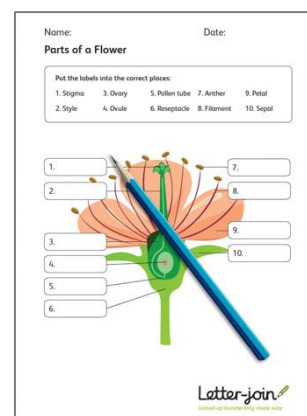 Name: Date:
Parts of a Flower
Put the labels into the correct places:
1. Stigma 3. Ovary 5. Pollen tube 7. Anther 9. Petal
2. Style 4. Ovule 6. Reseptacle 8. Filament 10. Sepal
1. 7.
2. 8.
3. 9.
4. 10.
5.
6.
Letter-join
Joined-up handwriting made easy